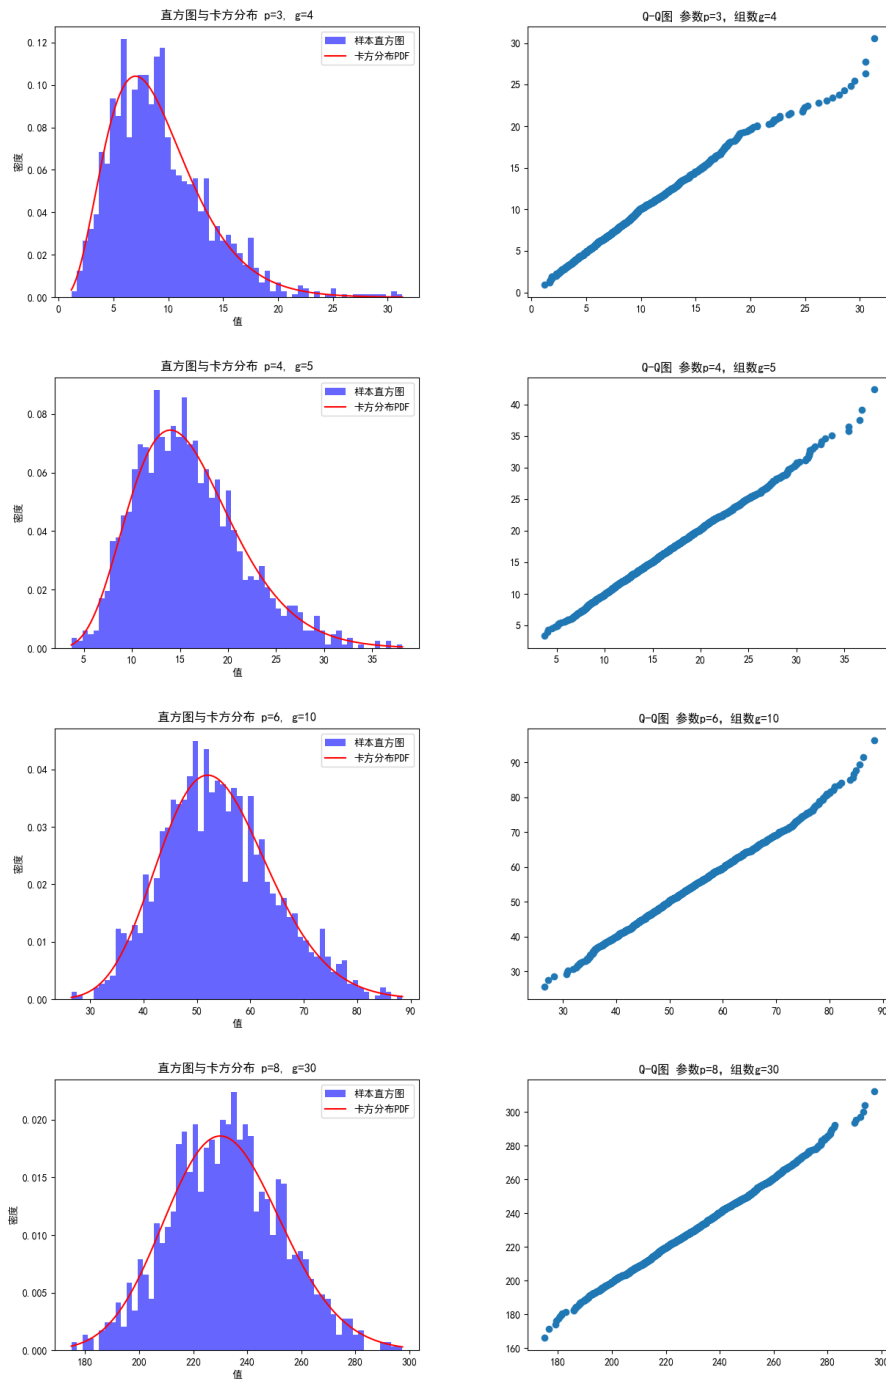 直方图与卡方分布 p=3, g=4
样本直方图
卡方分布PDF
密度
0.12
0.10
0.08
0.06
0.04
0.02
0.00
0 5 10 15 20 25 30
值
Q-Q图 参数p=3, 组数g=4
30
25
20
15
10
5
0
0 5 10 15 20 25 30
直方图与卡方分布 p=4, g=5
样本直方图
卡方分布PDF
密度
0.08
0.06
0.04
0.02
0.00
5 10 15 20 25 30 35
值
Q-Q图 参数p=4, 组数g=5
40
35
30
25
20
15
10
5
5 10 15 20 25 30 35
直方图与卡方分布 p=6, g=10
样本直方图
卡方分布PDF
密度
0.04
0.03
0.02
0.01
0.00
30 40 50 60 70 80 90
值
Q-Q图 参数p=6, 组数g=10
90
80
70
60
50
40
30
30 40 50 60 70 80 90
直方图与卡方分布 p=8, g=30
样本直方图
卡方分布PDF
密度
0.020
0.015
0.010
0.005
0.000
180 200 220 240 260 280 300
值
Q-Q图 参数p=8, 组数g=30
300
280
260
240
220
200
180
160
180 200 220 240 260 280 300